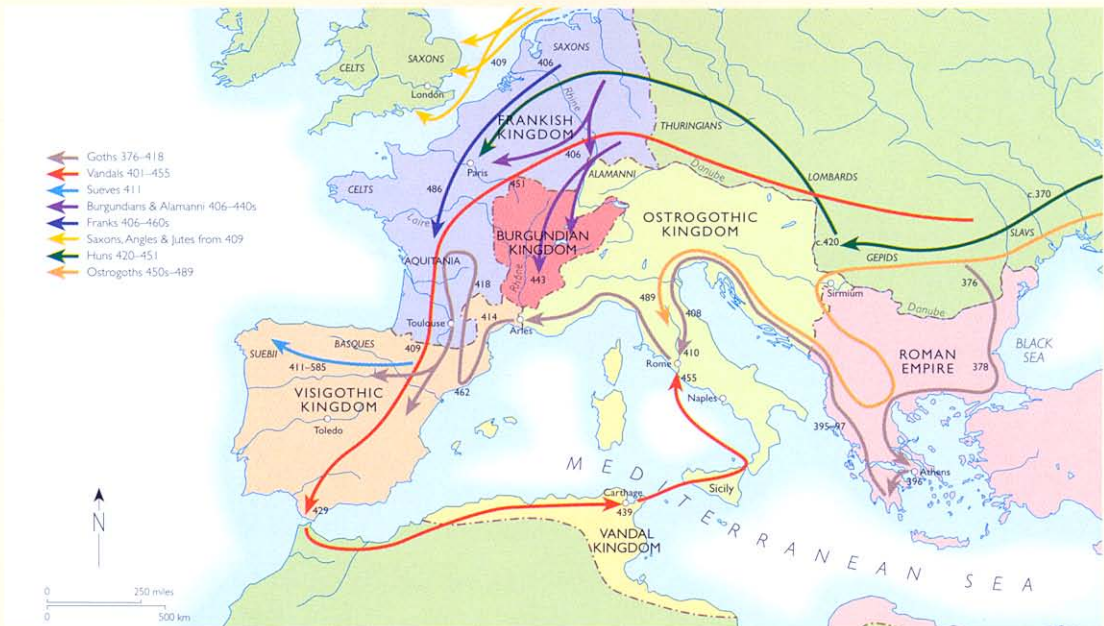 Goths 376–418
Vandals 401–455
Sueves 411
Burgundians & Alamanni 406–440s
Franks 406–460s
Saxons, Angles & Jutes from 409
Huns 420–451
Ostrogoths 450s–489
N
0 250 miles
0 500 km
CELTS
SAXONS
London
409
SAXONS
406
Rhine
FRANKISH
KINGDOM
406
THURINGIANS
Paris
CELTS
486
451
ALAMANNI
Danube
LOMBARDS
c.370
Loire
BURGUNDIAN
KINGDOM
OSTROGOTHIC
KINGDOM
c.420
SLAVS
GEPIDS
AQUITANIA
418
Rhône
443
376
Sirmium
Danube
489
408
Toulouse
414
Arles
409
BASQUES
SUEBII
411–585
410
Rome
455
ROMAN
EMPIRE
BLACK
SEA
378
VISIGOTHIC
KINGDOM
462
Toledo
Naples
395–97
Athens
396
MEDITERRANEAN SEA
Sicily
Carthage
439
429
VANDAL
KINGDOM